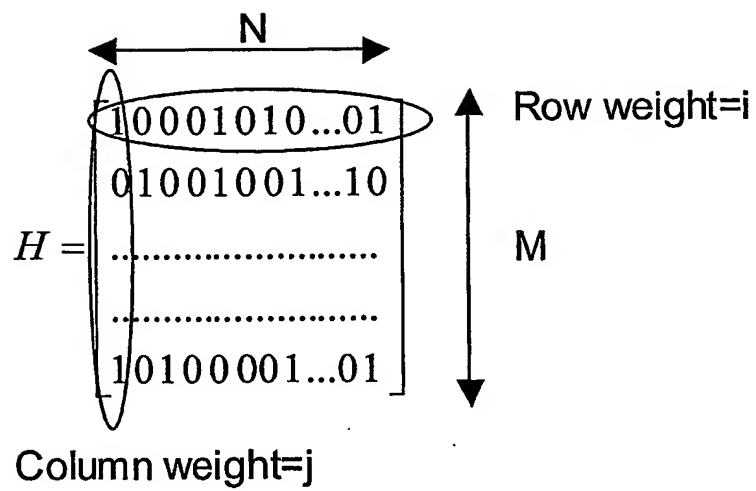 N
10001010...01
Row weight=i
01001001...10
H =
M
10100001...01
Column weight=j